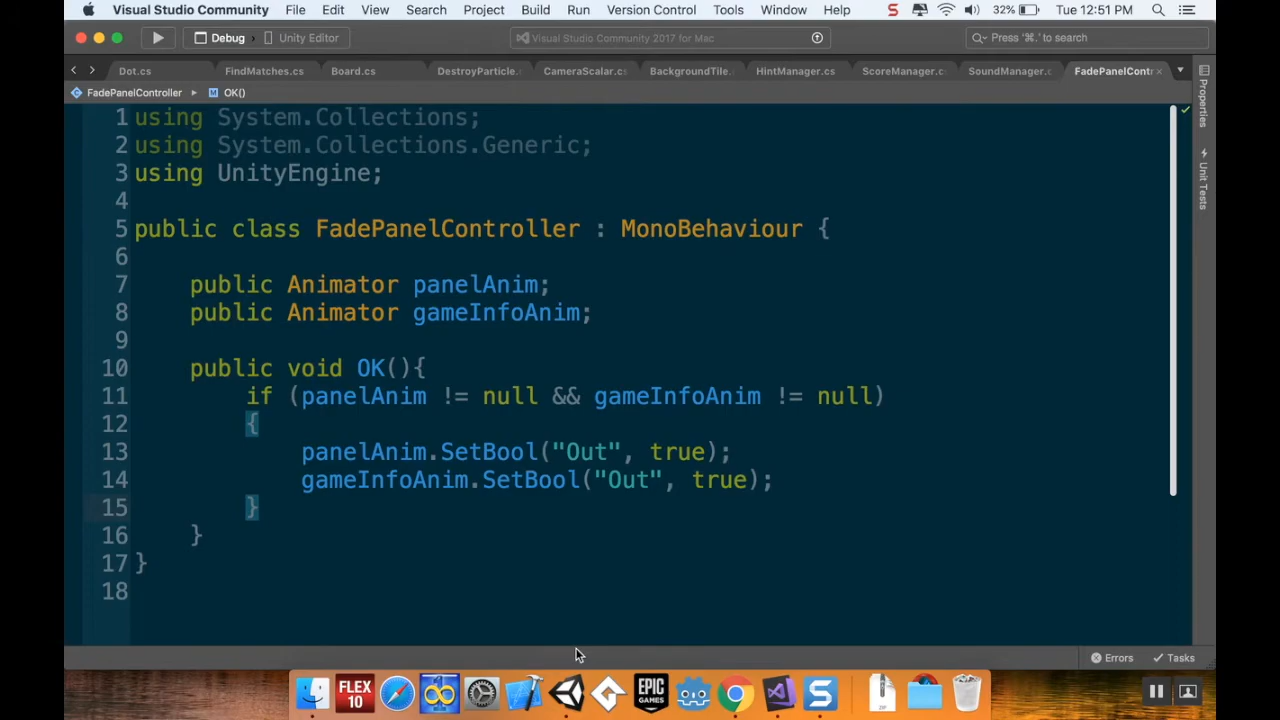 Visual Studio Community File Edit View Search Project Build Run Version Control Tools Window Help S 32% Tue 12:51 PM
Debug Unity Editor Visual Studio Community 2017 for Mac Press '⌘.' to search
Dot.cs FindMatches.cs Board.cs DestroyParticle. CameraScalar.cs BackgroundTile. HintManager.cs ScoreManager.cs SoundManager.c FadePanelContr
FadePanelController OK()
Properties
Unit Tests
1 using System.Collections;
2 using System.Collections.Generic;
3 using UnityEngine;
4
5 public class FadePanelController : MonoBehaviour {
6
7 public Animator panelAnim;
8 public Animator gameInfoAnim;
9
10 public void OK(){
11 if (panelAnim != null && gameInfoAnim != null)
12 {
13 panelAnim.SetBool("Out", true);
14 gameInfoAnim.SetBool("Out", true);
15 }
16 }
17 }
18
Errors Tasks
FLEX 10 EPIC GAMES S ZIP